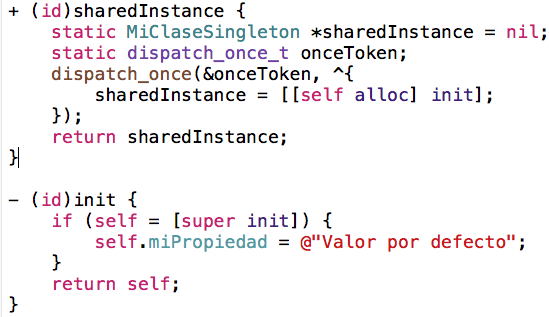 + (id)sharedInstance {
    static MiClaseSingleton *sharedInstance = nil;
    static dispatch_once_t onceToken;
    dispatch_once(&onceToken, ^{
        sharedInstance = [[self alloc] init];
    });
    return sharedInstance;
}

- (id)init {
    if (self = [super init]) {
        self.miPropiedad = @"Valor por defecto";
    }
    return self;
}